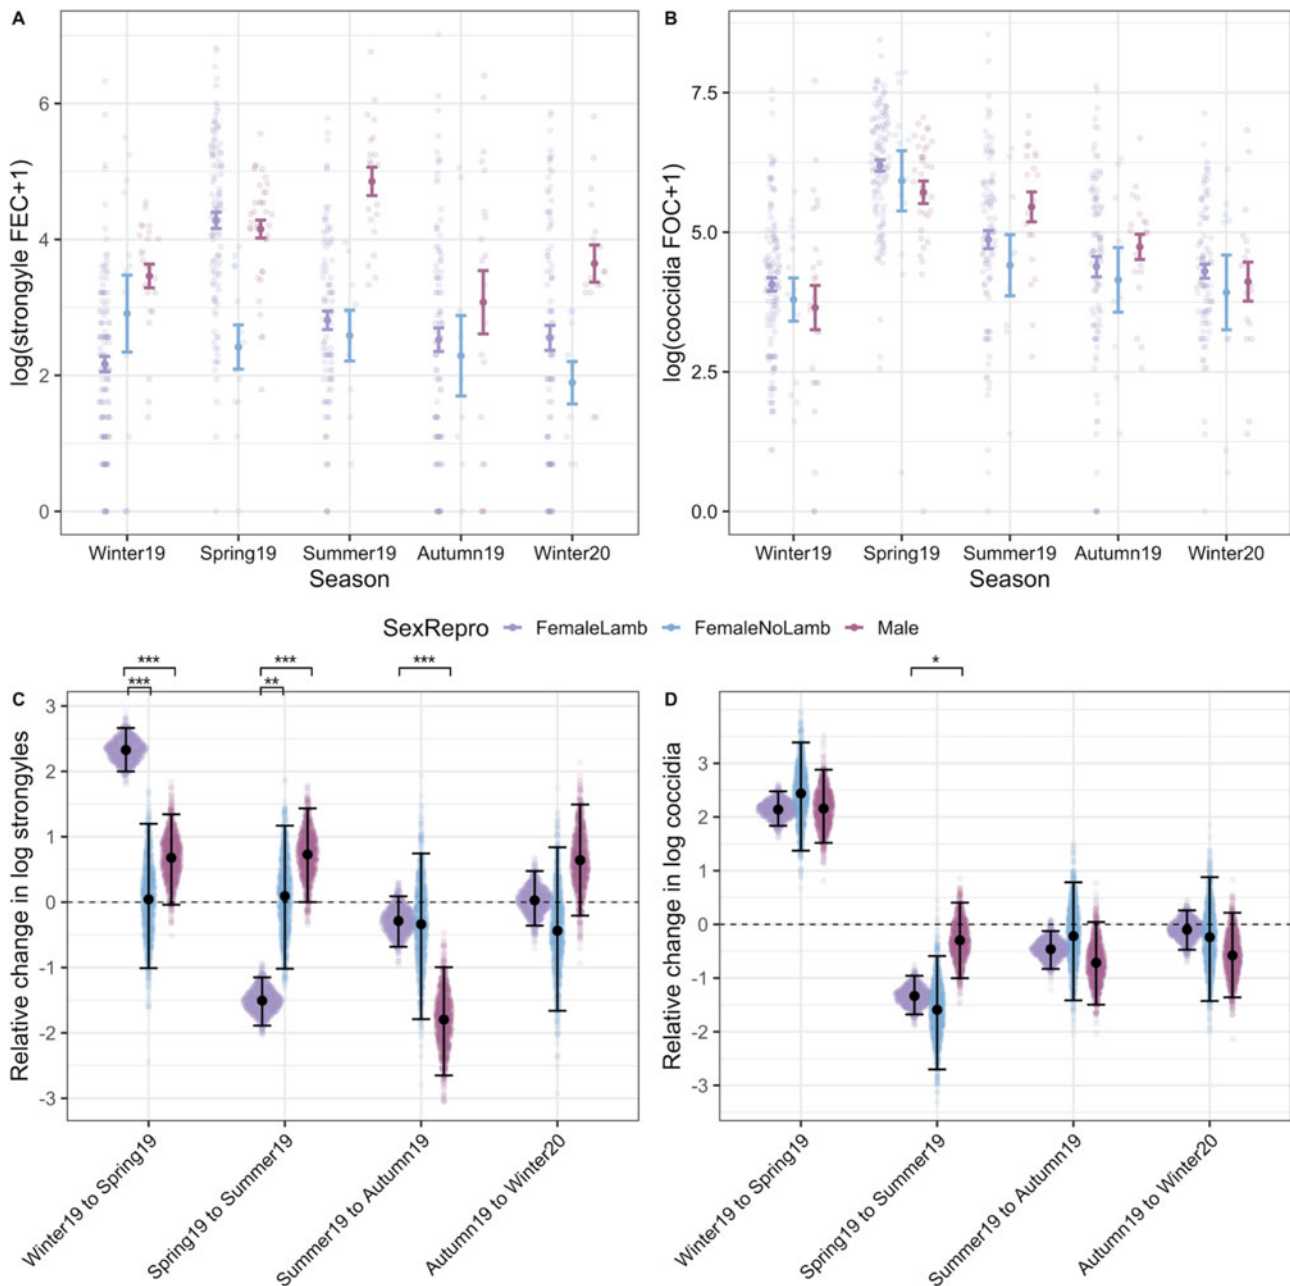 A
log(strongyle FEC+1)
6
4
2
0
Winter19 Spring19 Summer19 Autumn19 Winter20
Season
B
log(coccidia FOC+1)
7.5
5.0
2.5
0.0
Winter19 Spring19 Summer19 Autumn19 Winter20
Season
SexRepro FemaleLamb FemaleNoLamb Male
C
*** *** ***
*** **
Relative change in log strongyles
3
2
1
0
-1
-2
-3
Winter19 to Spring19
Spring19 to Summer19
Summer19 to Autumn19
Autumn19 to Winter20
D
*
Relative change in log coccidia
3
2
1
0
-1
-2
-3
Winter19 to Spring19
Spring19 to Summer19
Summer19 to Autumn19
Autumn19 to Winter20